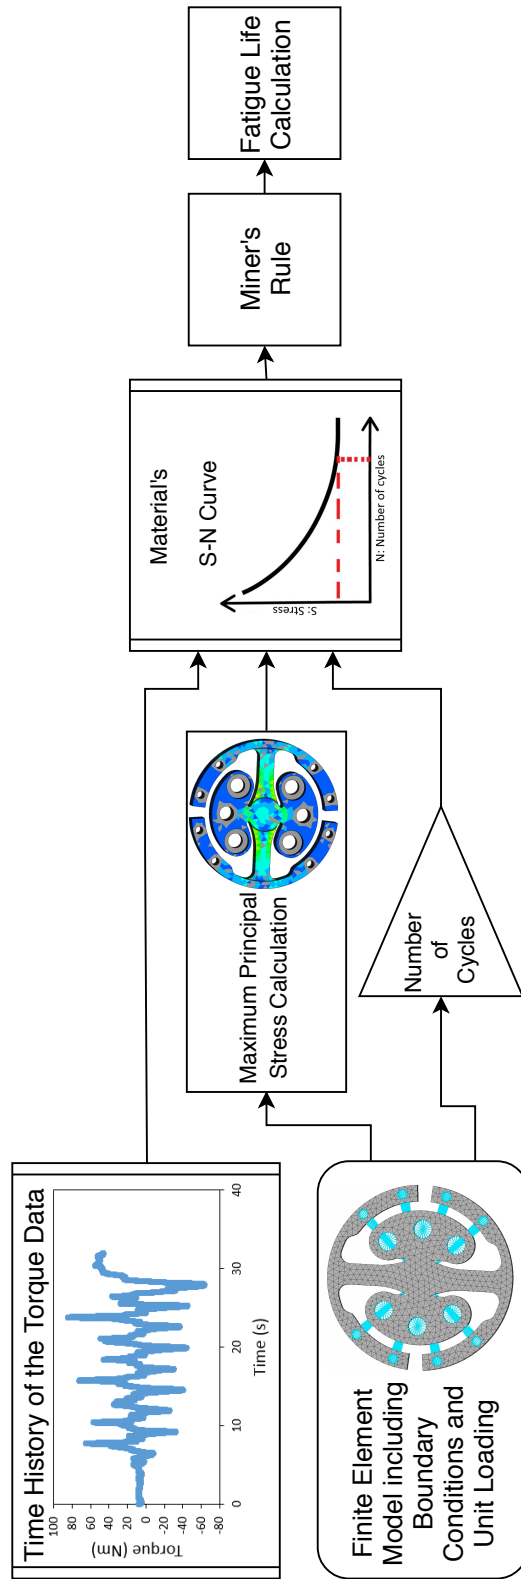 Time History of the Torque Data
Torque (Nm)
100
80
60
40
20
0
-20
-40
-60
-80
0
10
20
30
40
Time (s)
Finite Element
Model including
Boundary
Conditions and
Unit Loading
Maximum Principal
Stress Calculation
Number
of
Cycles
Material's
S-N Curve
S: Stress
N: Number of cycles
Miner's
Rule
Fatigue Life
Calculation